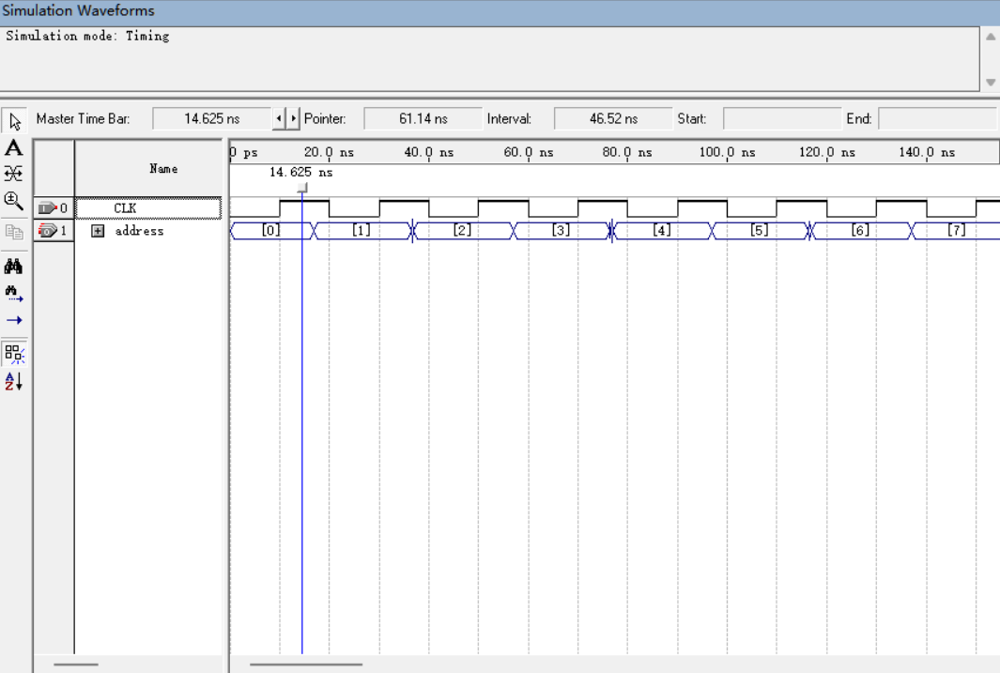 Simulation Waveforms
Simulation mode: Timing
Master Time Bar: 14.625 ns Pointer: 61.14 ns Interval: 46.52 ns Start: End:
Name
0 ps 20.0 ns 40.0 ns 60.0 ns 80.0 ns 100.0 ns 120.0 ns 140.0 ns
14.625 ns
0 CLK
1 address [0] [1] [2] [3] [4] [5] [6] [7]
A
A
Z